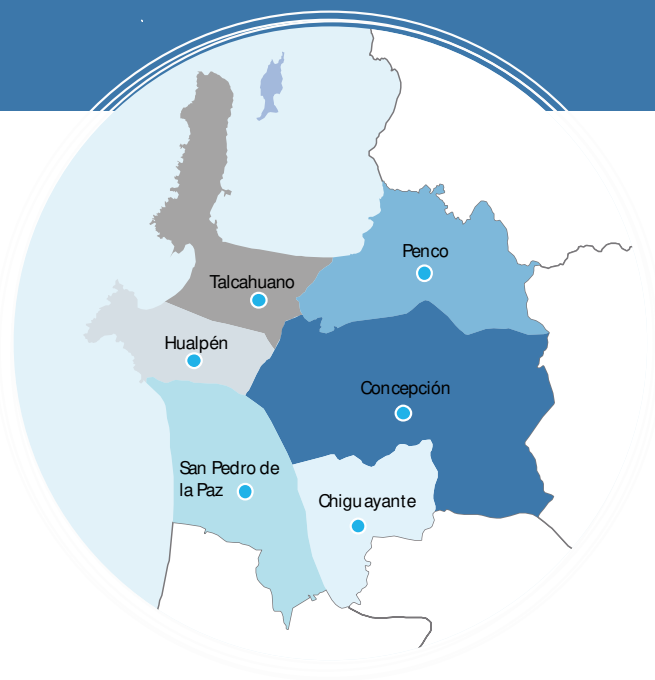 Penco
Talcahuano
Hualpén
Concepción
San Pedro de
la Paz
Chiguayante